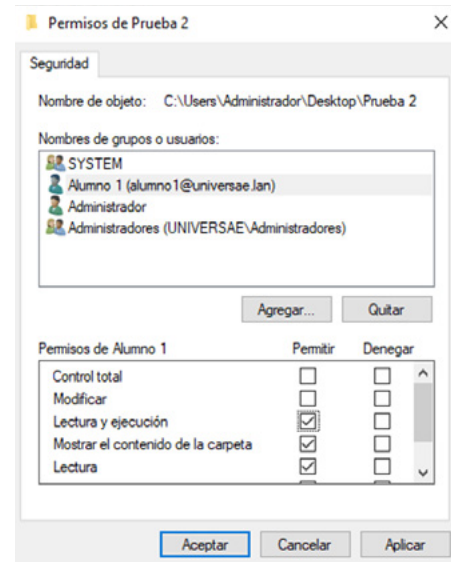 Permisos de Prueba 2
Seguridad
Nombre de objeto: C:\Users\Administrador\Desktop\Prueba 2
Nombres de grupos o usuarios:
SYSTEM
Alumno 1 (alumno1@universae.lan)
Administrador
Administradores (UNIVERSAE\Administradores)
Agregar... Quitar
Permisos de Alumno 1 Permitir Denegar
Control total
Modificar
Lectura y ejecución
Mostrar el contenido de la carpeta
Lectura
Aceptar Cancelar Aplicar